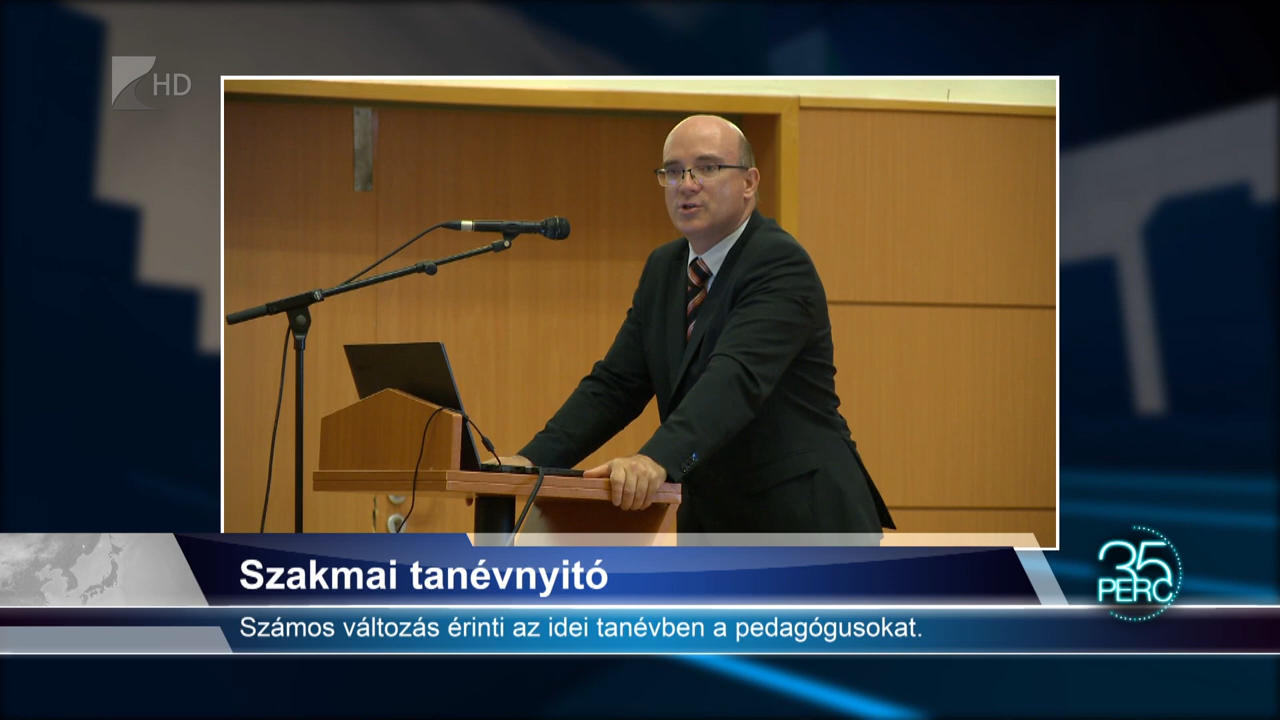 HD
Szakmai tanévnyitó
35
PERC
Számos változás érinti az idei tanévben a pedagógusokat.